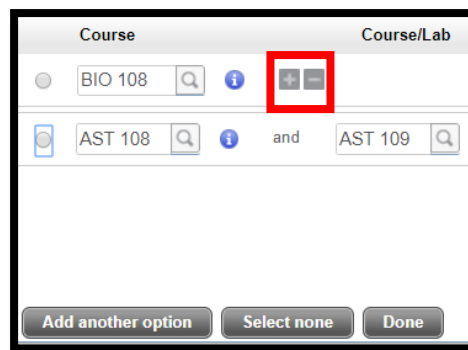 Course Course/Lab
BIO 108
AST 108 and AST 109
Add another option Select none Done